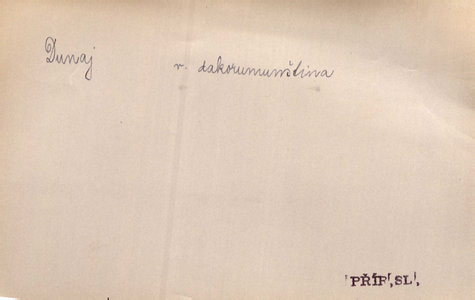 Dunaj v. dakorumunština
PŘÍF. SL.